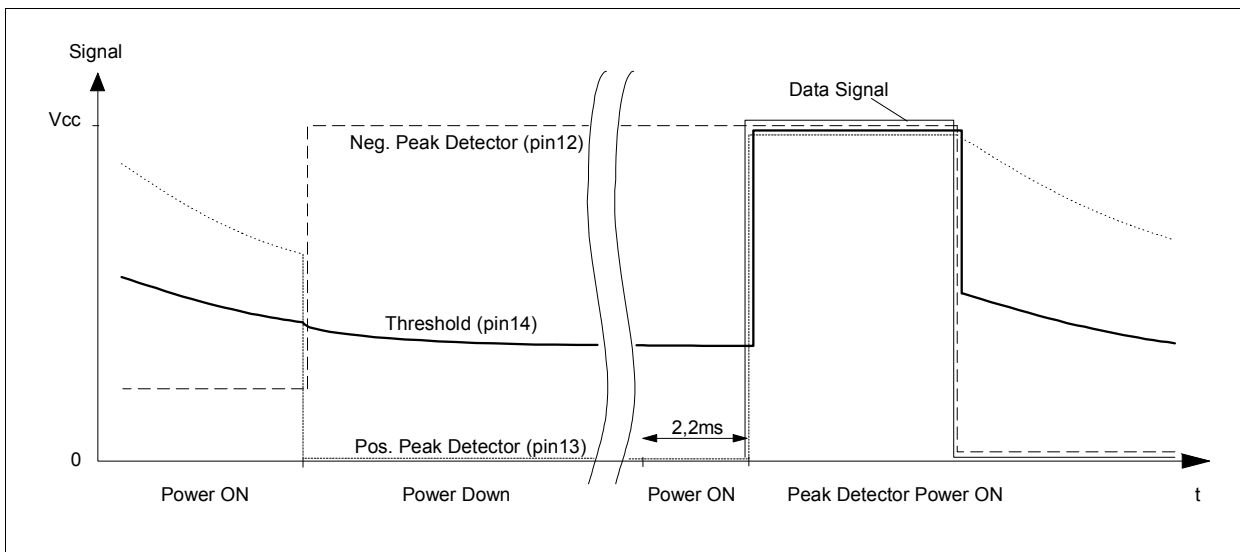 Signal
Data Signal
Vcc
Neg. Peak Detector (pin12)
Threshold (pin14)
2,2ms
Pos. Peak Detector (pin13)
0
Power ON
Power Down
Power ON
Peak Detector Power ON
t